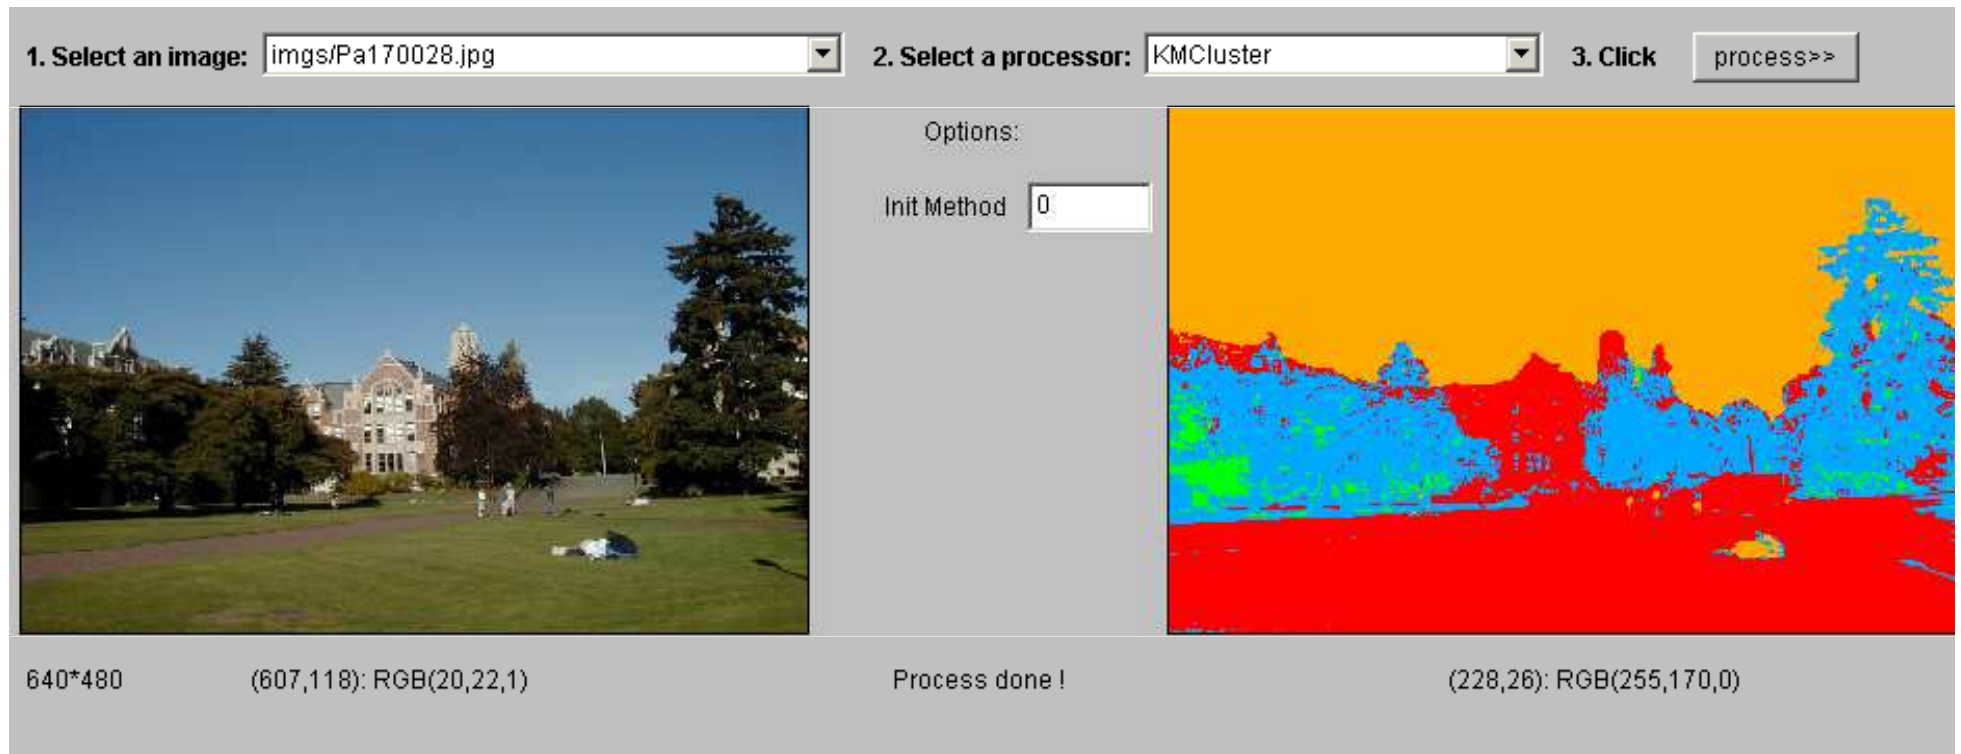 1. Select an image: imgs/Pa170028.jpg 2. Select a processor: KMCluster 3. Click process>>
Options:
Init Method 0
640*480 (607,118): RGB(20,22,1) Process done ! (228,26): RGB(255,170,0)